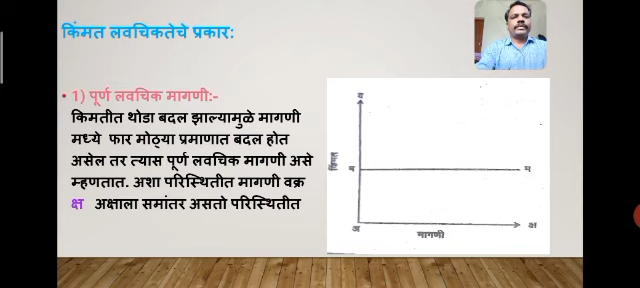 किंमत लवचिकतेचे प्रकार:
• 1) पूर्ण लवचिक मागणी:-
किमतीत थोडा बदल झाल्यामुळे मागणी
मध्ये फार मोठ्या प्रमाणात बदल होत
असेल तर त्यास पूर्ण लवचिक मागणी असे
म्हणतात. अशा परिस्थितीत मागणी वक्र
क्ष अक्षाला समांतर असतो परिस्थितीत
य
किंमत
म
अ
मागणी
क्ष